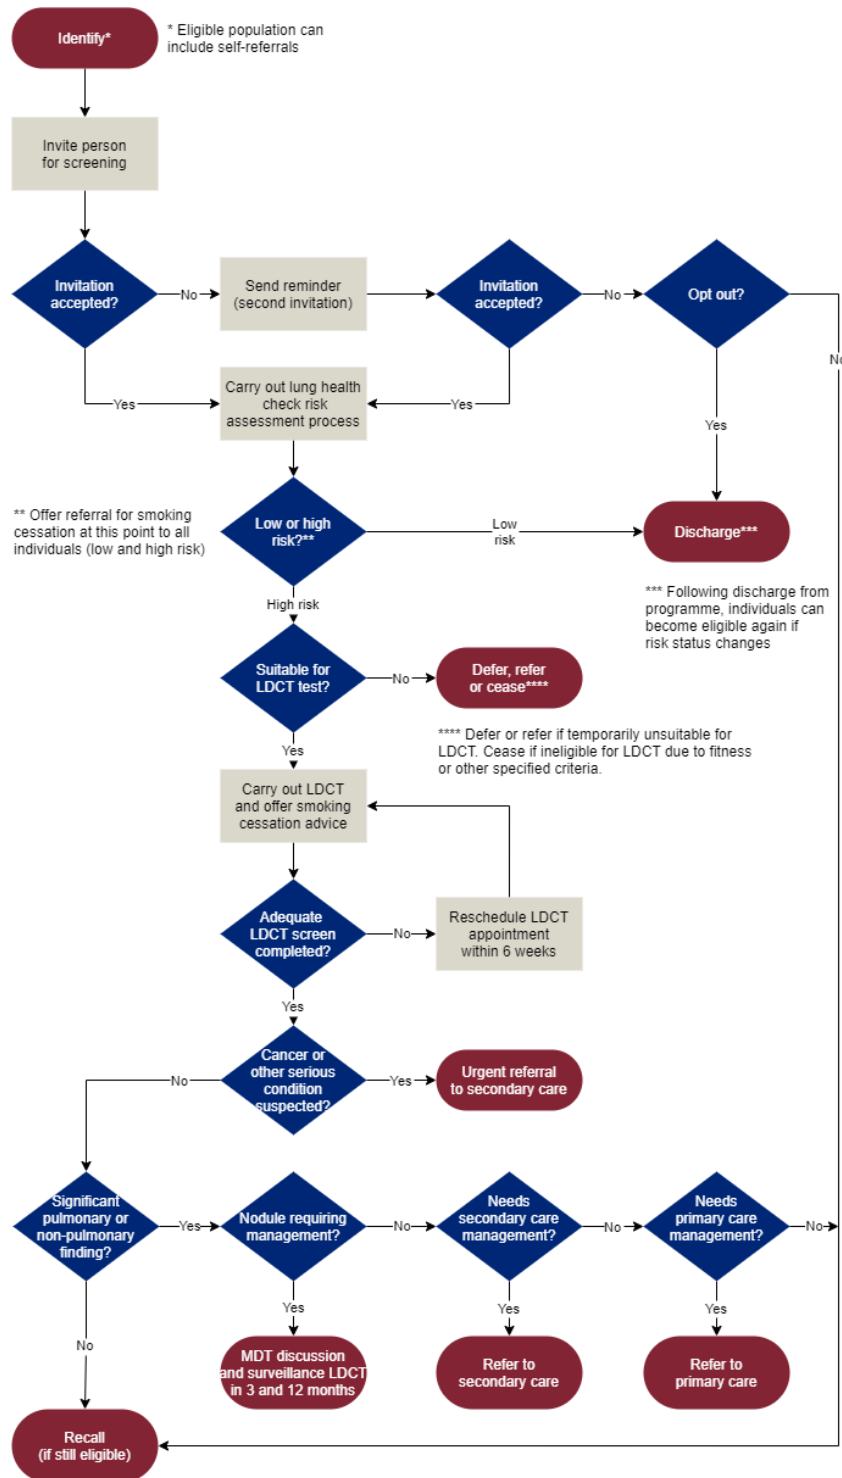 Identify*
* Eligible population can
include self-referrals
Invite person
for screening
Invitation
accepted?
No
Send reminder
(second invitation)
Invitation
accepted?
No
Opt out?
No
Yes
Carry out lung health
check risk
assessment process
Yes
Yes
** Offer referral for smoking
cessation at this point to all
individuals (low and high risk)
Low or high
risk?**
Low
risk
Discharge***
*** Following discharge from
programme, individuals can
become eligible again if
risk status changes
High risk
Suitable for
LDCT test?
No
Defer, refer
or cease****
**** Defer or refer if temporarily unsuitable for
LDCT. Cease if ineligible for LDCT due to fitness
or other specified criteria.
Yes
Carry out LDCT
and offer smoking
cessation advice
Adequate
LDCT screen
completed?
No
Reschedule LDCT
appointment
within 6 weeks
Yes
Cancer or
other serious
condition
suspected?
No
Yes
Urgent referral
to secondary care
Significant
pulmonary or
non-pulmonary
finding?
Yes
Nodule requiring
management?
No
Needs
secondary care
management?
No
Needs
primary care
management?
No
No
Yes
Yes
Yes
MDT discussion
and surveillance LDCT
in 3 and 12 months
Refer to
secondary care
Refer to
primary care
Recall
(if still eligible)